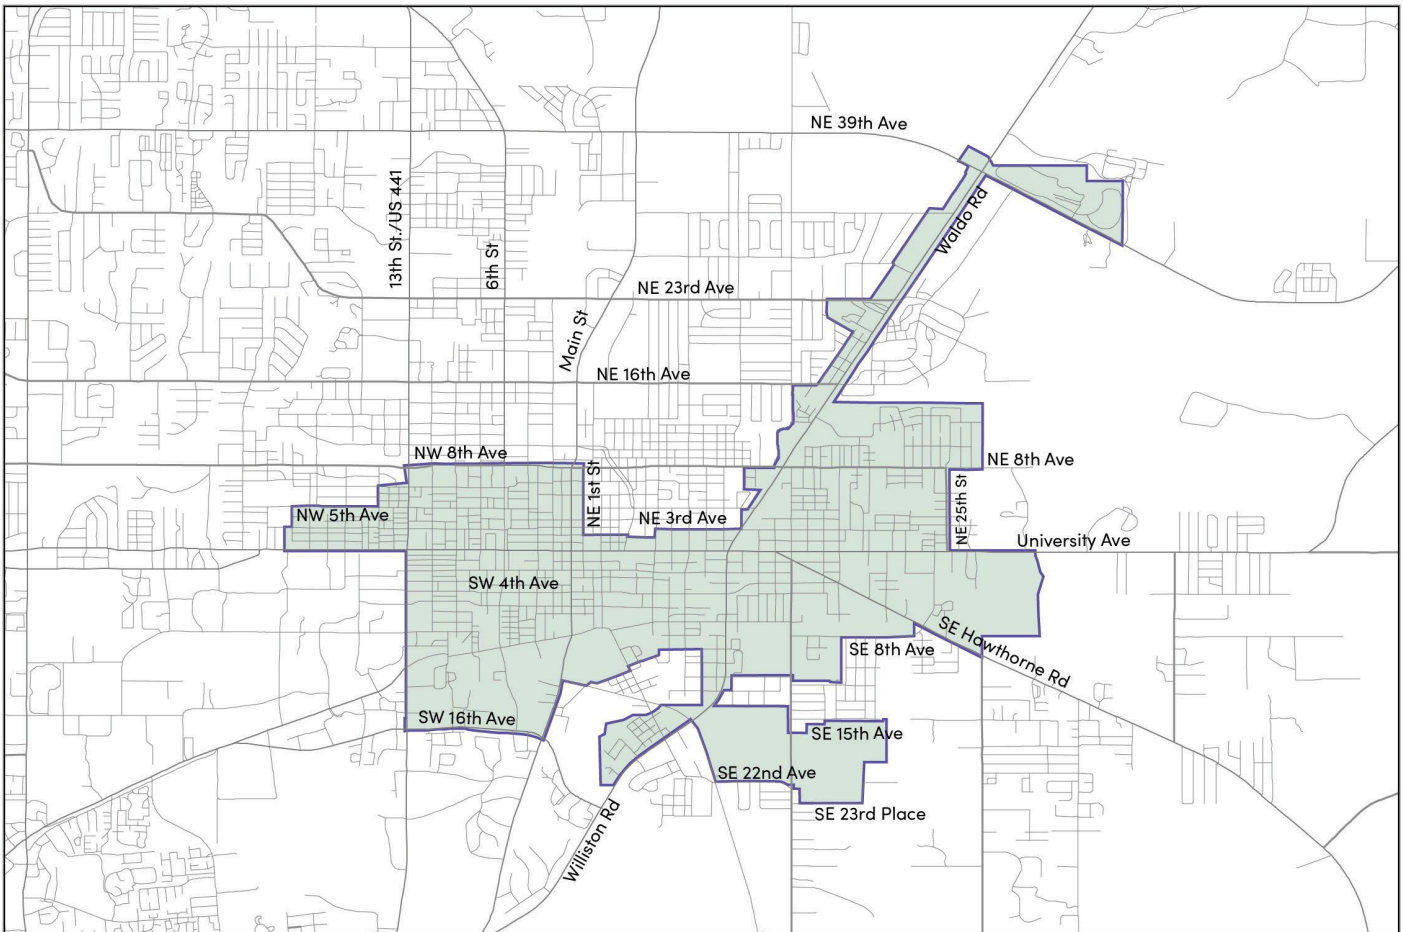 NE 39th Ave
13th St./US 441
6th St
Waldo Rd
NE 23rd Ave
Main St
NE 16th Ave
NW 8th Ave
NE 1st St
NE 8th Ave
NE 25th St
NW 5th Ave
NE 3rd Ave
University Ave
SW 4th Ave
SE Hawthorne Rd
SE 8th Ave
SW 16th Ave
SE 15th Ave
SE 22nd Ave
SE 23rd Place
Williston Rd